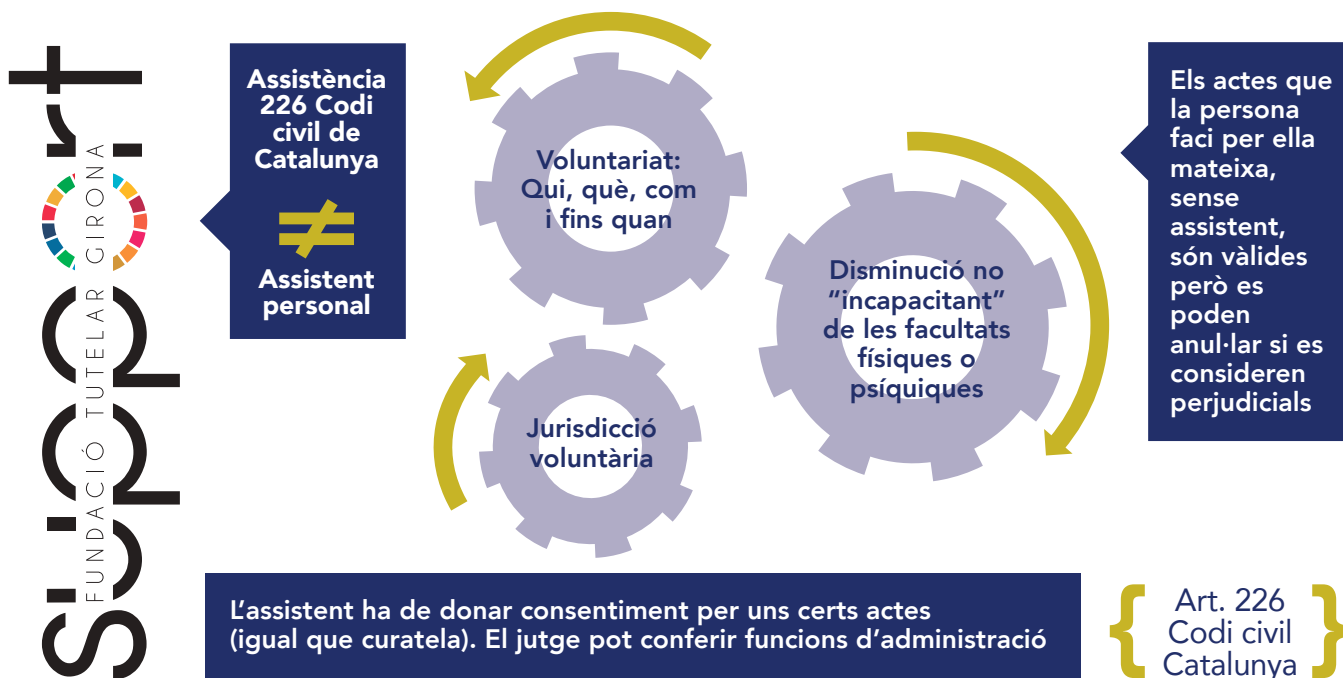 Support
FUNDACIÓ TUTELAR GIRONA
Assistència
226 Codi
civil de
Catalunya
≠
Assistent
personal
Voluntariat:
Qui, què, com
i fins quan
Disminució no
"incapacitant"
de les facultats
físiques o
psíquiques
Jurisdicció
voluntària
Els actes que
la persona
faci per ella
mateixa,
sense
assistent,
són vàlides
però es
poden
anul·lar si es
consideren
perjudicials
L'assistent ha de donar consentiment per uns certs actes
(igual que curatela). El jutge pot conferir funcions d'administració
{ Art. 226 }
Codi civil
Catalunya